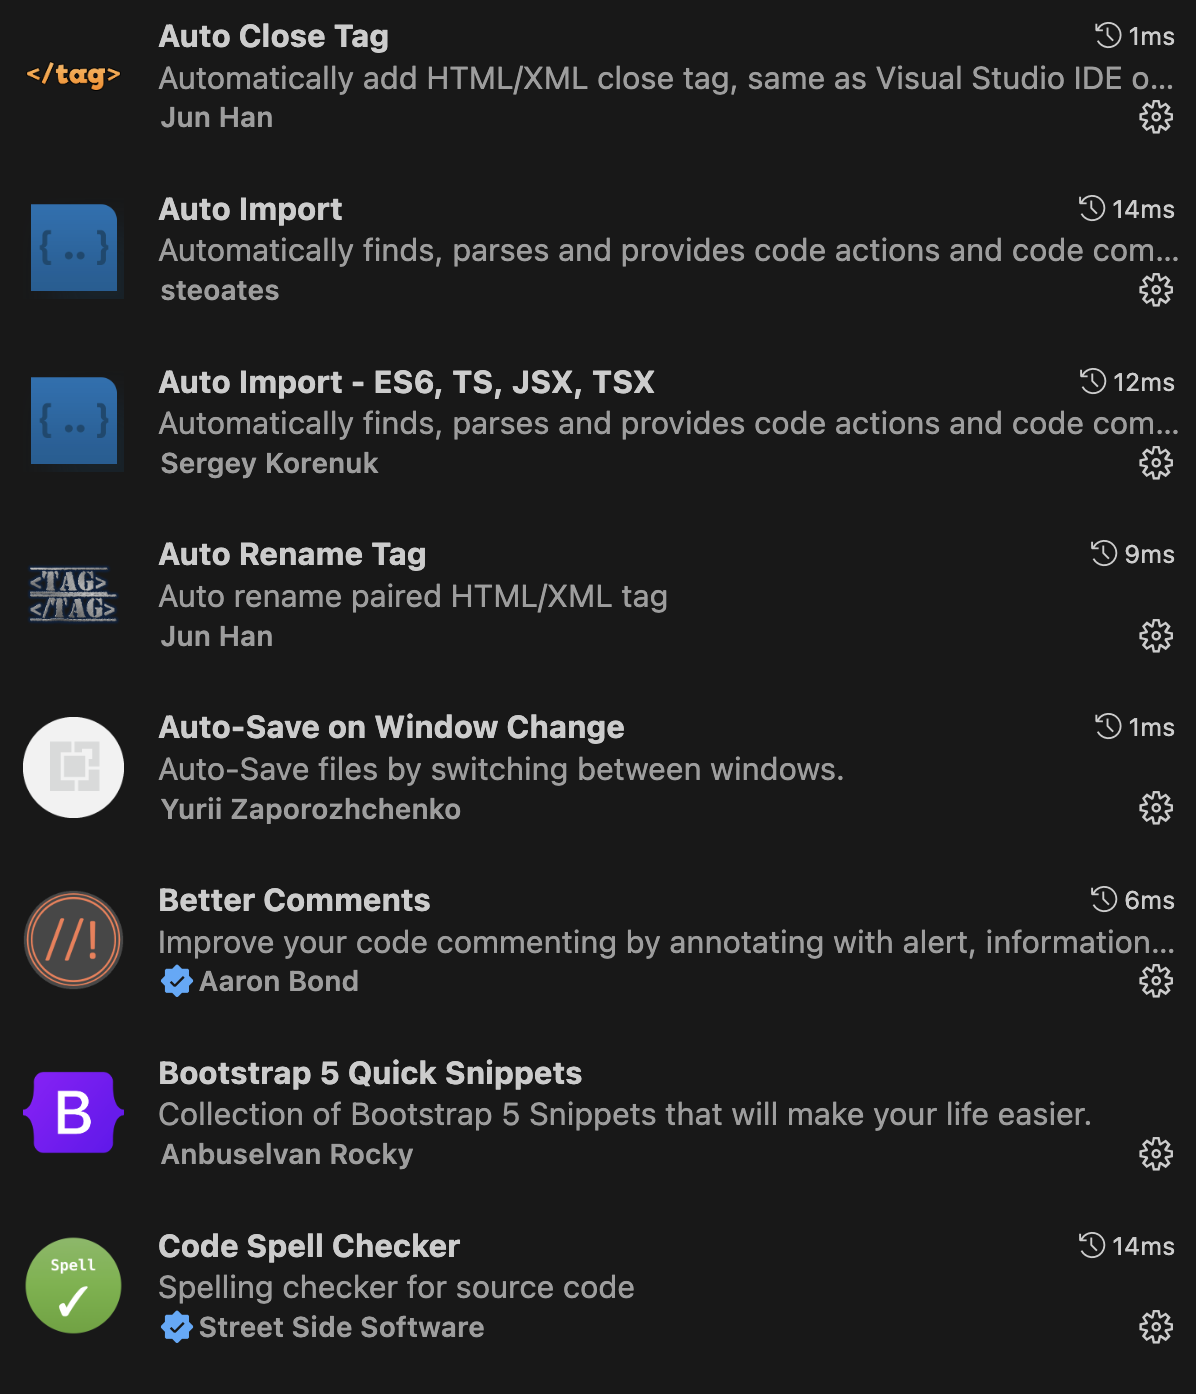 </tag>
Auto Close Tag
1ms
Automatically add HTML/XML close tag, same as Visual Studio IDE o...
Jun Han
{..}
Auto Import
14ms
Automatically finds, parses and provides code actions and code com...
steoates
{..}
Auto Import - ES6, TS, JSX, TSX
12ms
Automatically finds, parses and provides code actions and code com...
Sergey Korenuk
<TAG>
</TAG>
Auto Rename Tag
9ms
Auto rename paired HTML/XML tag
Jun Han
Auto-Save on Window Change
1ms
Auto-Save files by switching between windows.
Yurii Zaporozhchenko
//!
Better Comments
6ms
Improve your code commenting by annotating with alert, information...
Aaron Bond
B
Bootstrap 5 Quick Snippets
Collection of Bootstrap 5 Snippets that will make your life easier.
Anbuselvan Rocky
Spell
Code Spell Checker
14ms
Spelling checker for source code
Street Side Software